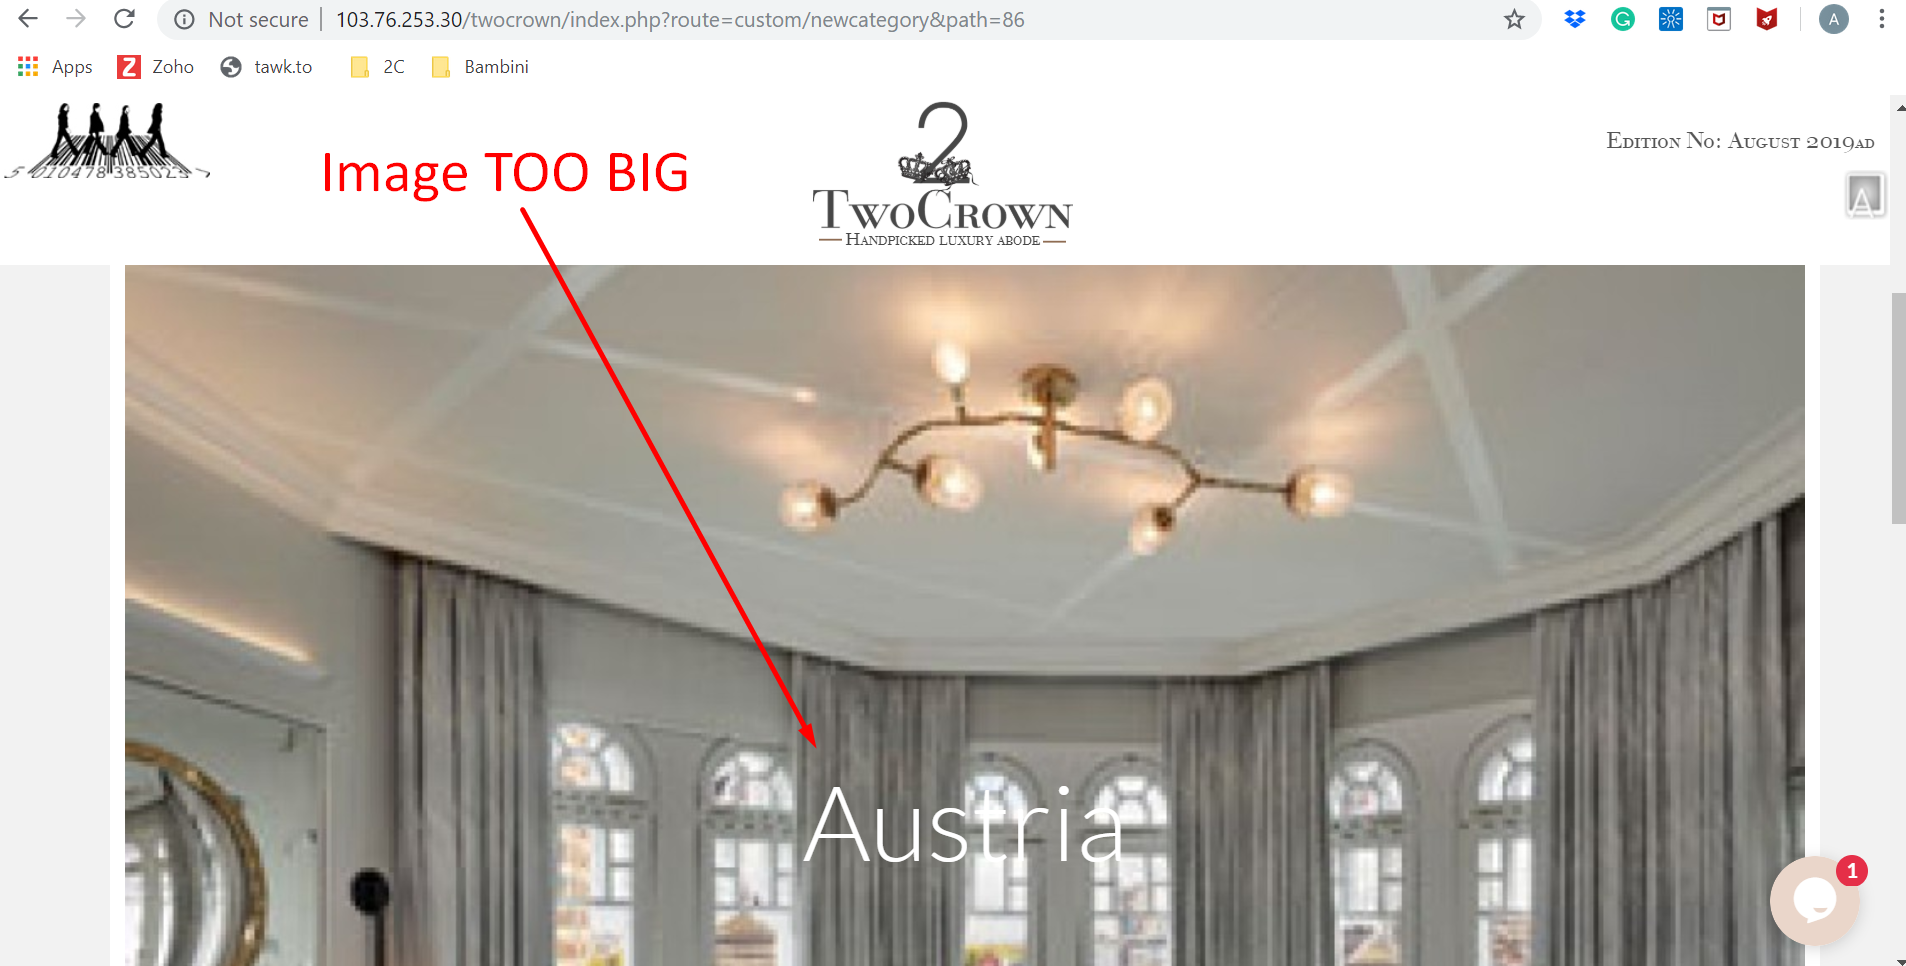 Not secure
103.76.253.30/twocrown/index.php?route=custom/newcategory&path=86
A
Apps
Zoho
tawk.to
2C
Bambini
Image TOO BIG
2
TwoCrown
Handpicked luxury abode
Edition No: August 2019ad
A
Austria
1